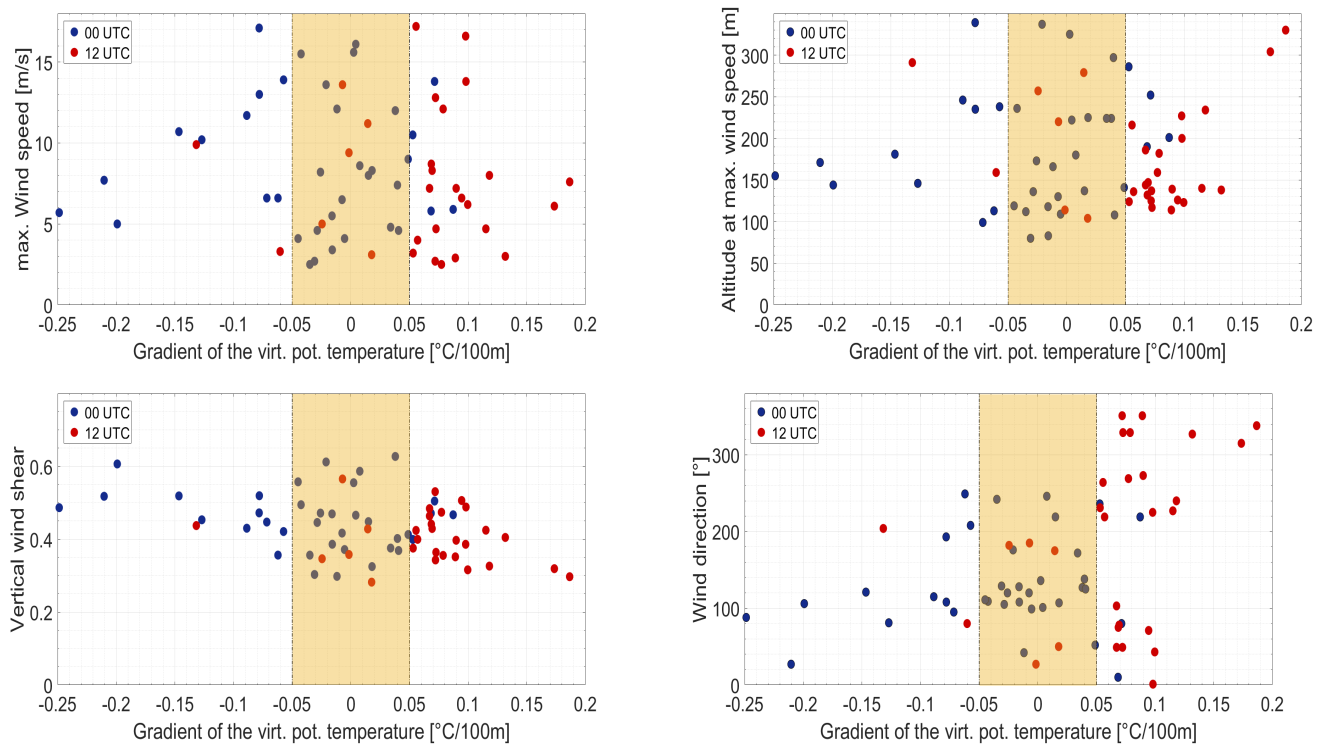 max. Wind speed [m/s]
15
10
5
0
00 UTC
12 UTC
-0.25 -0.2 -0.15 -0.1 -0.05 0 0.05 0.1 0.15 0.2
Gradient of the virt. pot. temperature [°C/100m]
Altitude at max. wind speed [m]
350
300
250
200
150
100
50
0
00 UTC
12 UTC
-0.25 -0.2 -0.15 -0.1 -0.05 0 0.05 0.1 0.15 0.2
Gradient of the virt. pot. temperature [°C/100m]
Vertical wind shear
0.6
0.4
0.2
0
00 UTC
12 UTC
-0.25 -0.2 -0.15 -0.1 -0.05 0 0.05 0.1 0.15 0.2
Gradient of the virt. pot. temperature [°C/100m]
Wind direction [°]
300
200
100
0
00 UTC
12 UTC
-0.25 -0.2 -0.15 -0.1 -0.05 0 0.05 0.1 0.15 0.2
Gradient of the virt. pot. temperature [°C/100m]